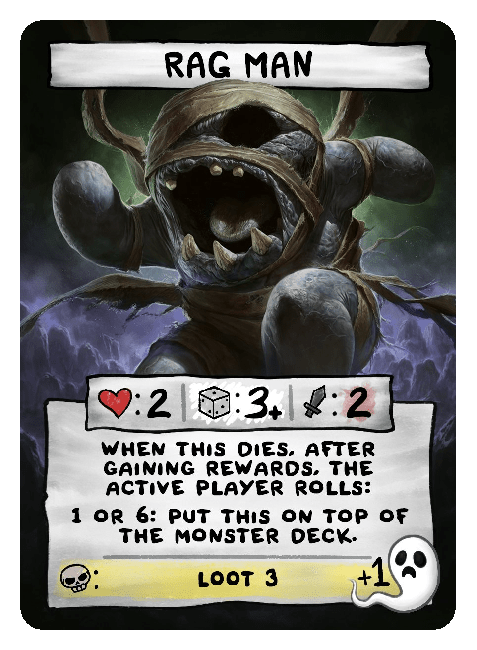 RAG MAN
:2 :3+ :2
WHEN THIS DIES, AFTER
GAINING REWARDS, THE
ACTIVE PLAYER ROLLS:
1 OR 6: PUT THIS ON TOP OF
THE MONSTER DECK.
: LOOT 3 +1